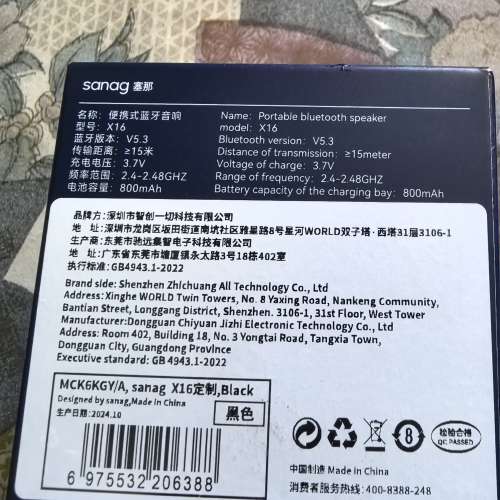 sanag 塞那
名称: 便携式蓝牙音响
型号: X16
蓝牙版本: V5.3
传输距离: ≥15米
充电电压: 3.7V
频率范围: 2.4-2.48GHZ
电池容量: 800mAh
Name: Portable bluetooth speaker
model: X16
Bluetooth version: V5.3
Distance of transmission: ≥15meter
Voltage of charge: 3.7V
Range of frequency: 2.4-2.48GHZ
Battery capacity of the charging bay: 800mAh
品牌方:深圳市智创一切科技有限公司
地 址:深圳市龙岗区坂田街道南坑社区雅星路8号星河WORLD双子塔·西塔31层3106-1
生产商:东莞市驰远集智电子科技有限公司
地 址:广东省东莞市塘厦镇永太路3号18栋402室
执行标准:GB4943.1-2022
Brand side: Shenzhen Zhichuang All Technology Co., Ltd
Address: Xinghe WORLD Twin Towers, No. 8 Yaxing Road, Nankeng Community,
Bantian Street, Longgang District, Shenzhen. 3106-1, 31st Floor, West Tower
Manufacturer:Dongguan Chiyuan Jizhi Electronic Technology Co., Ltd
Address: Room 402, Building 18, No. 3 Yongtai Road, Tangxia Town,
Dongguan City, Guangdong Province
Executive standard: GB 4943.1-2022
MCK6KGY/A, sanag X16定制,Black
Designed by sanag,Made in China
生产日期:2024.10
黑色
6 975532 206388
20
PAP
8
检验合格
QC PASSED
中国制造 Made in China
消费者服务热线: 400-8388-248